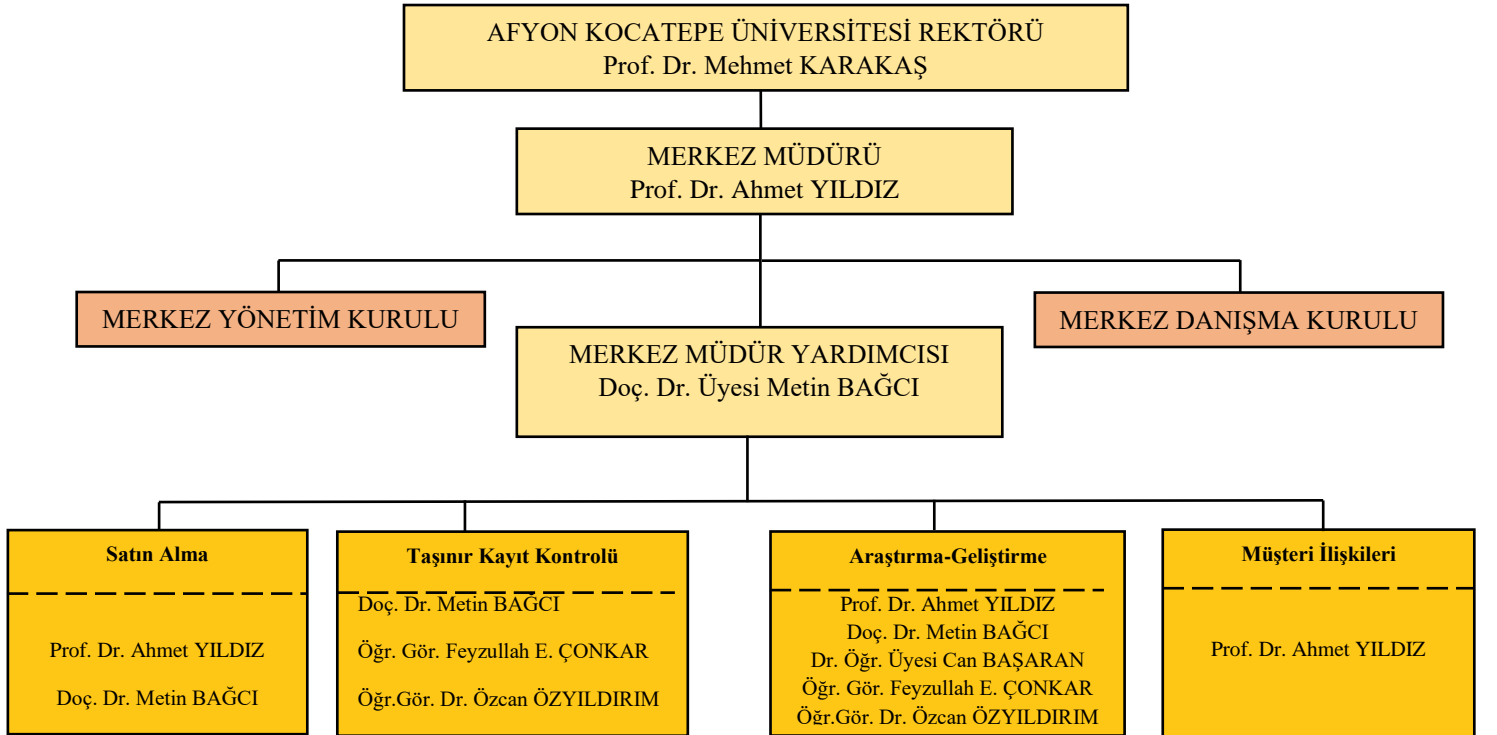 AFYON KOCATEPE ÜNİVERSİTESİ REKTÖRÜ
Prof. Dr. Mehmet KARAKAŞ
MERKEZ MÜDÜRÜ
Prof. Dr. Ahmet YILDIZ
MERKEZ YÖNETİM KURULU
MERKEZ DANIŞMA KURULU
MERKEZ MÜDÜR YARDIMCISI
Doç. Dr. Üyesi Metin BAĞCI
Satın Alma
Prof. Dr. Ahmet YILDIZ
Doç. Dr. Metin BAĞCI
Taşınır Kayıt Kontrolü
Doç. Dr. Metin BAĞCI
Öğr. Gör. Feyzullah E. ÇONKAR
Öğr.Gör. Dr. Özcan ÖZYILDIRIM
Araştırma-Geliştirme
Prof. Dr. Ahmet YILDIZ
Doç. Dr. Metin BAĞCI
Dr. Öğr. Üyesi Can BAŞARAN
Öğr. Gör. Feyzullah E. ÇONKAR
Öğr.Gör. Dr. Özcan ÖZYILDIRIM
Müşteri İlişkileri
Prof. Dr. Ahmet YILDIZ